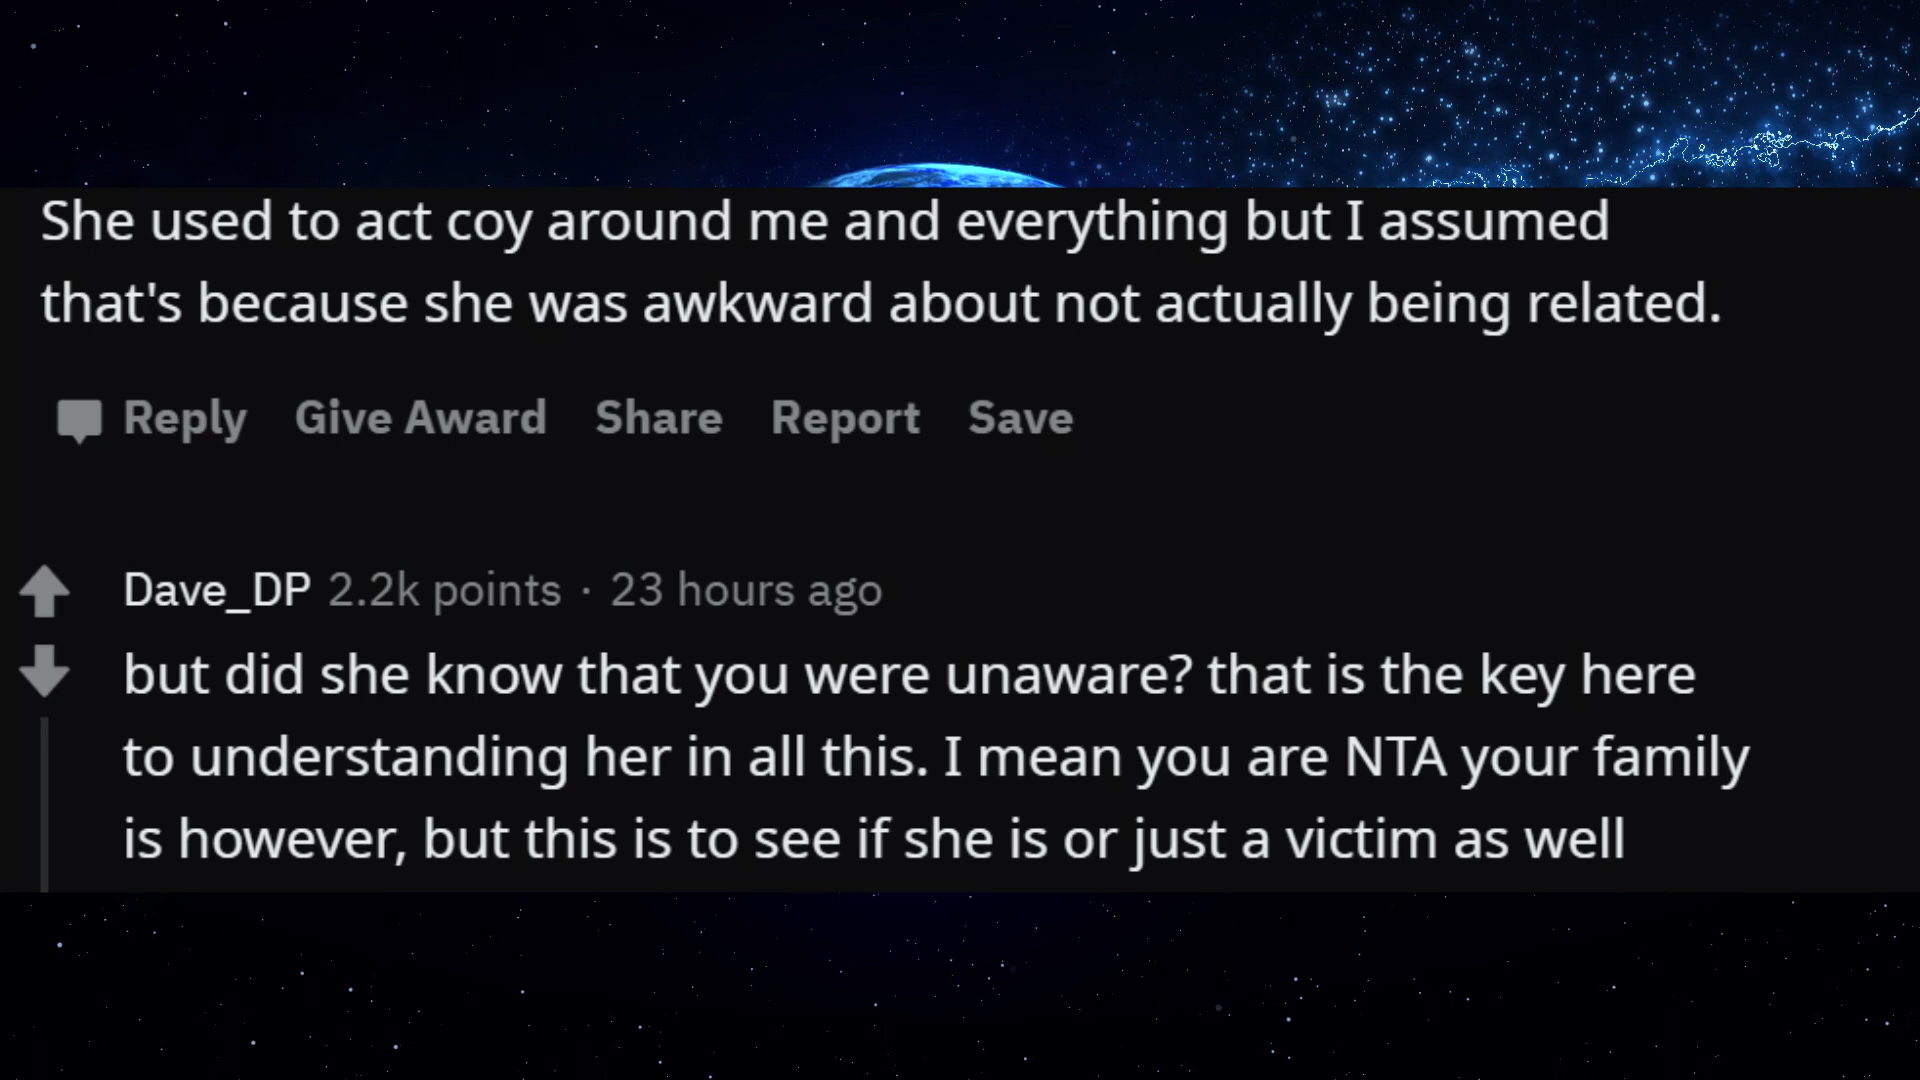 She used to act coy around me and everything but I assumed
that's because she was awkward about not actually being related.
Reply Give Award Share Report Save
Dave_DP 2.2k points · 23 hours ago
but did she know that you were unaware? that is the key here
to understanding her in all this. I mean you are NTA your family
is however, but this is to see if she is or just a victim as well